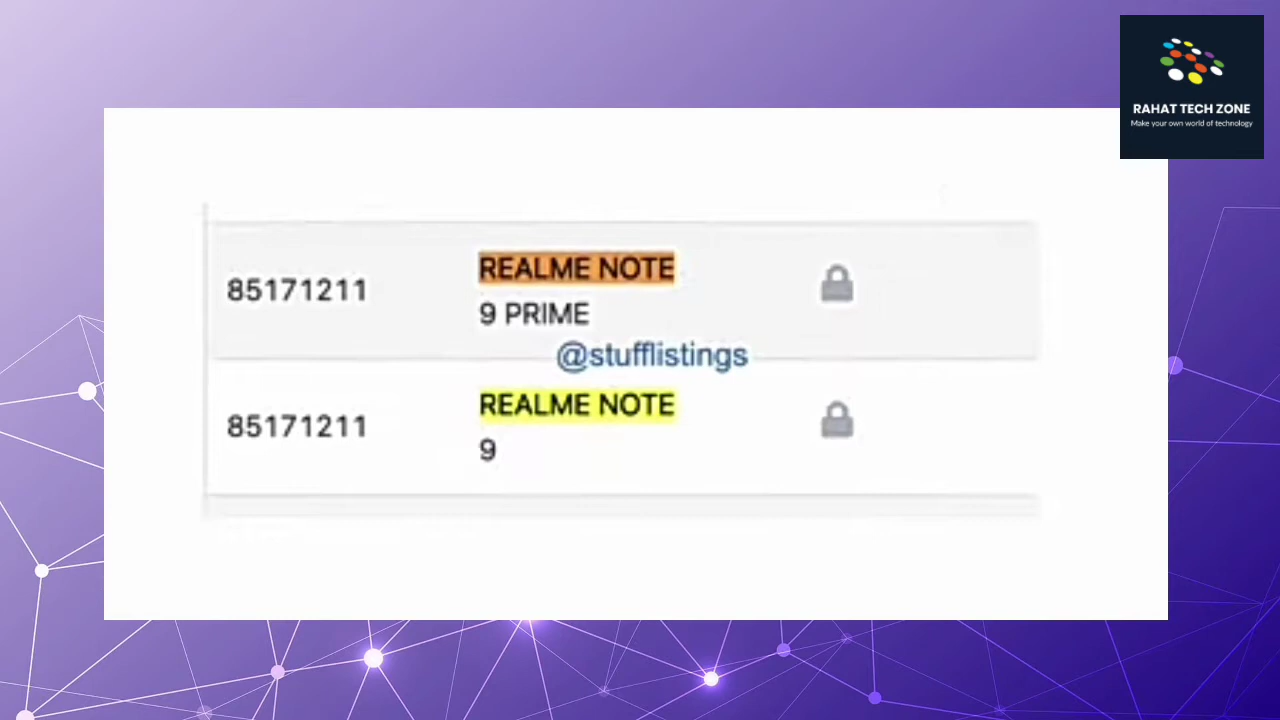 RAHAT TECH ZONE
Make your own world of technology
85171211
REALME NOTE
9 PRIME
@stufflistings
85171211
REALME NOTE
9